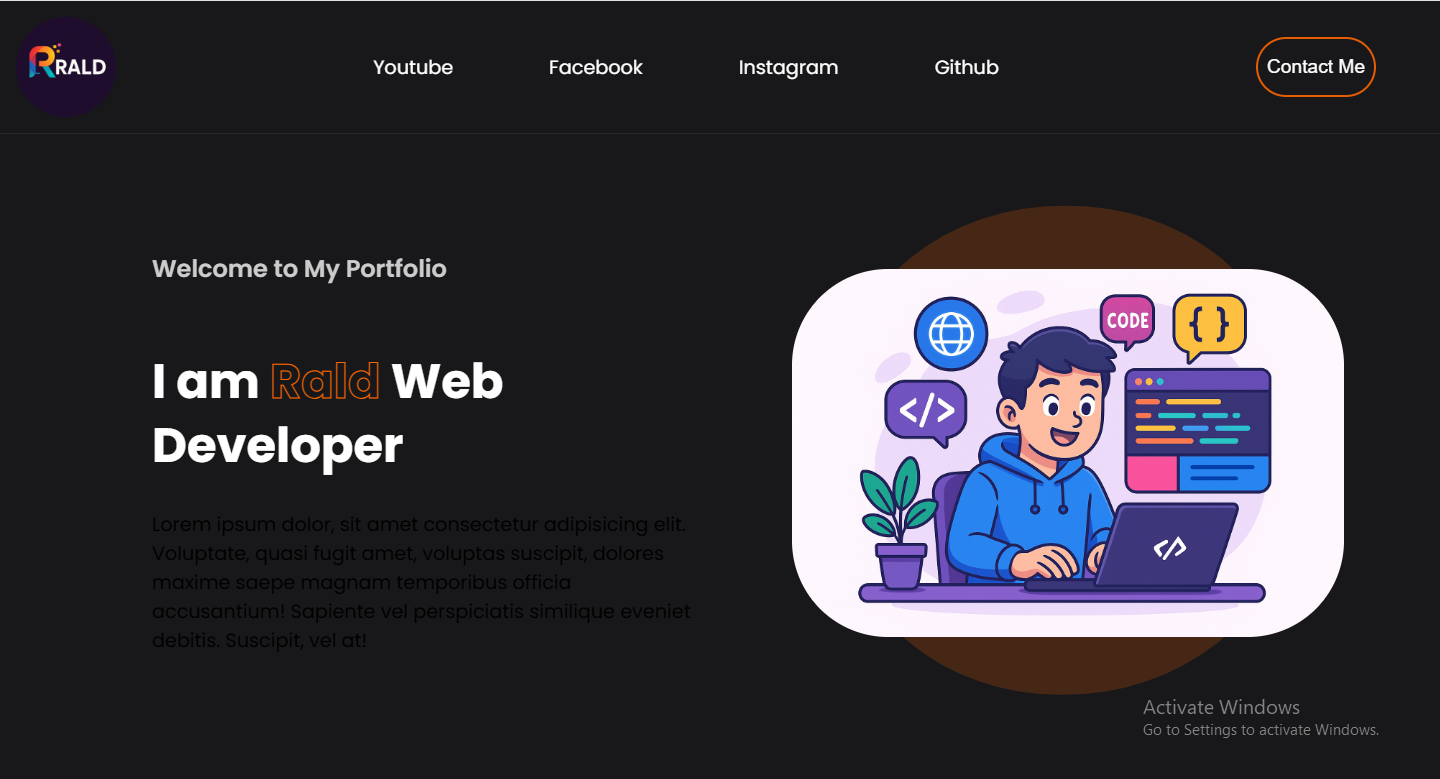 RRALD
Youtube
Facebook
Instagram
Github
Contact Me
Welcome to My Portfolio
I am Rald Web
Developer
Lorem ipsum dolor, sit amet consectetur adipisicing elit.
Voluptate, quasi fugit amet, voluptas suscipit, dolores
maxime saepe magnam temporibus officia
accusantium! Sapiente vel perspiciatis similique eveniet
debitis. Suscipit, vel at!
CODE
{ }
</>
</>
Activate Windows
Go to Settings to activate Windows.